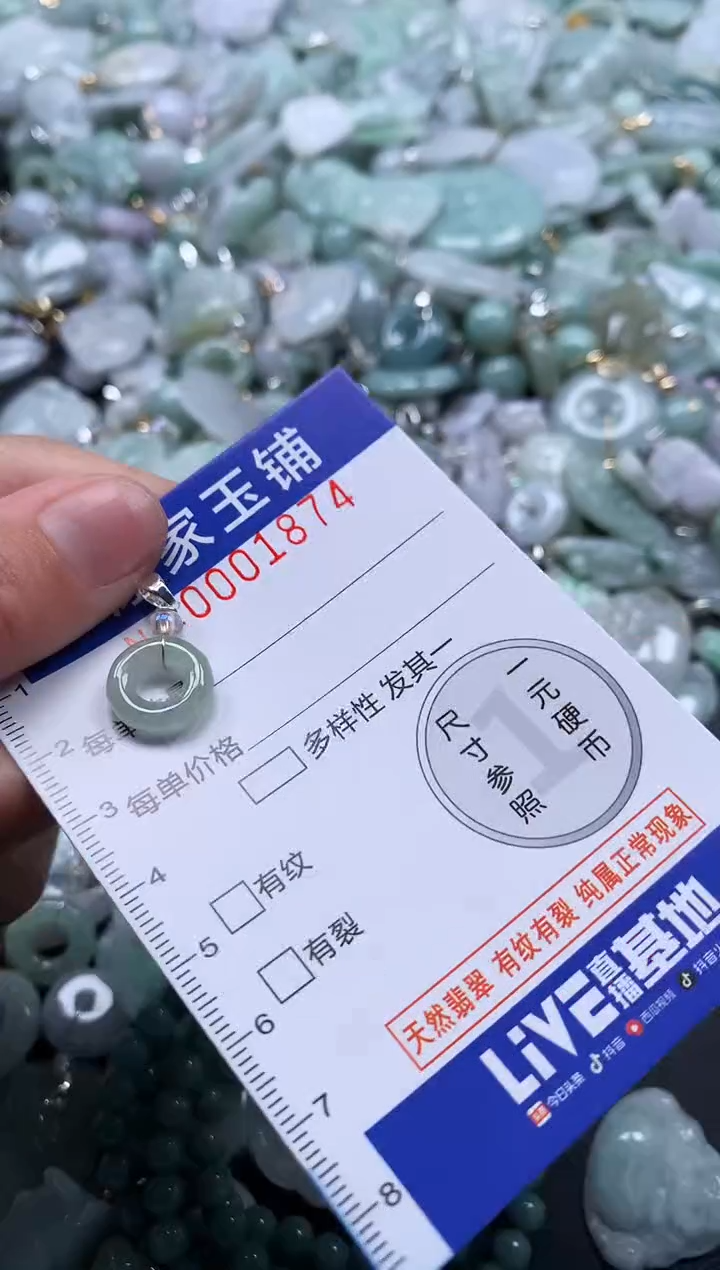 家玉铺
0001874
每单
每单价格
多样性 发其一
有纹
有裂
尺寸参照
一元硬币
1
天然翡翠 有纹有裂 纯属正常现象
LiVE直播基地
今日头条 抖音 西瓜视频
1
2
3
4
5
6
7
8